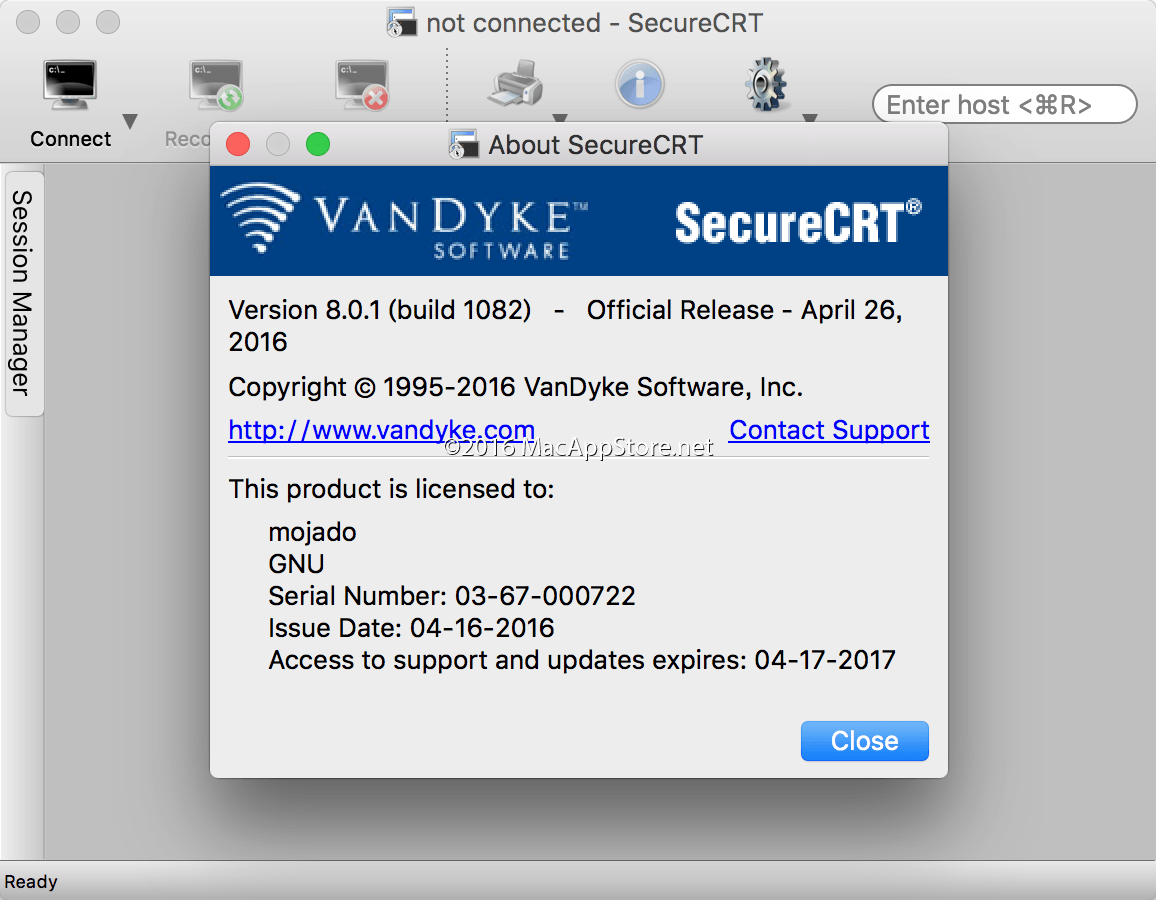 not connected - SecureCRT
c:\_
c:\_
c:\_
Connect
Reco
Enter host <⌘R>
About SecureCRT
VANDYKE™
SOFTWARE
SecureCRT®
Session Manager
Version 8.0.1 (build 1082) - Official Release - April 26,
2016
Copyright © 1995-2016 VanDyke Software, Inc.
http://www.vandyke.com
Contact Support
©2016 MacAppStore.net
This product is licensed to:
mojado
GNU
Serial Number: 03-67-000722
Issue Date: 04-16-2016
Access to support and updates expires: 04-17-2017
Close
Ready